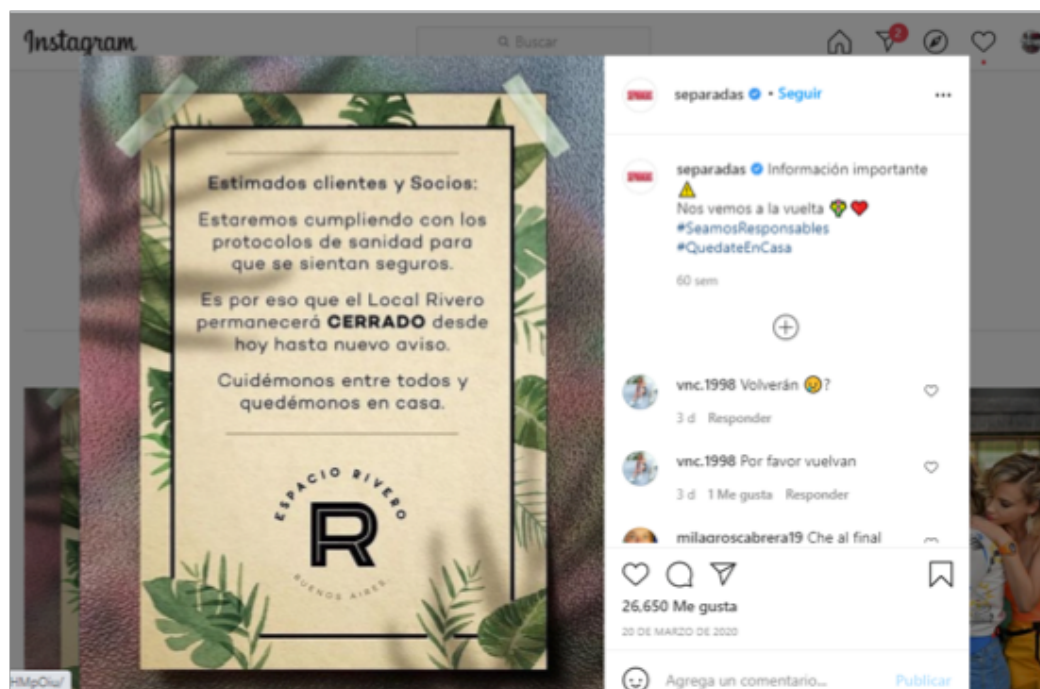 Instagram
Buscar
2
Estimados clientes y Socios:
Estaremos cumpliendo con los
protocolos de sanidad para
que se sientan seguros.
Es por eso que el Local Rivero
permanecerá CERRADO desde
hoy hasta nuevo aviso.
Cuidémonos entre todos y
quedémonos en casa.
ESPACIO RIVERO
R
BUENOS AIRES
separadas • Seguir
separadas Información importante
Nos vemos a la vuelta
#SeamosResponsables
#QuedateEnCasa
60 sem
vnc.1998 Volverán ?
3 d Responder
vnc.1998 Por favor vuelvan
3 d 1 Me gusta Responder
milagroscabrera19 Che al final
26,650 Me gusta
20 DE MARZO DE 2020
Agrega un comentario... Publicar